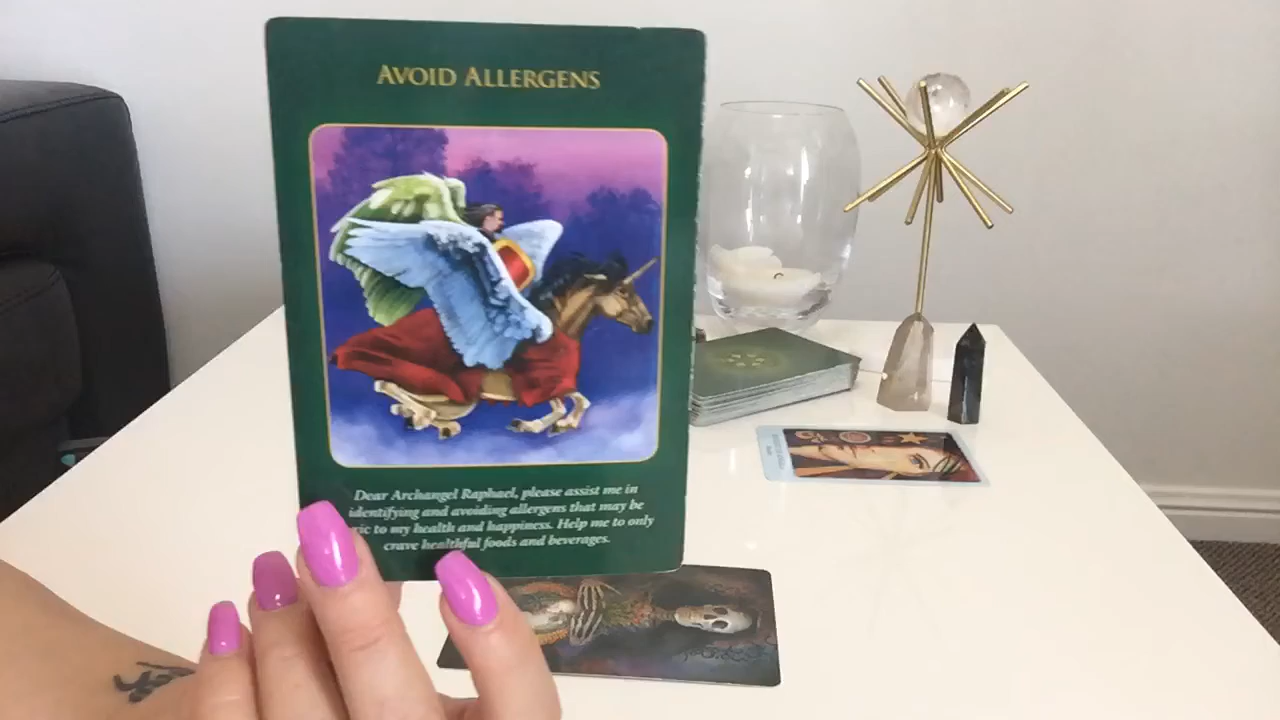 AVOID ALLERGENS
Dear Archangel Raphael, please assist me in
identifying and avoiding allergens that may be
to my health and happiness. Help me to only
crave healthful foods and beverages.